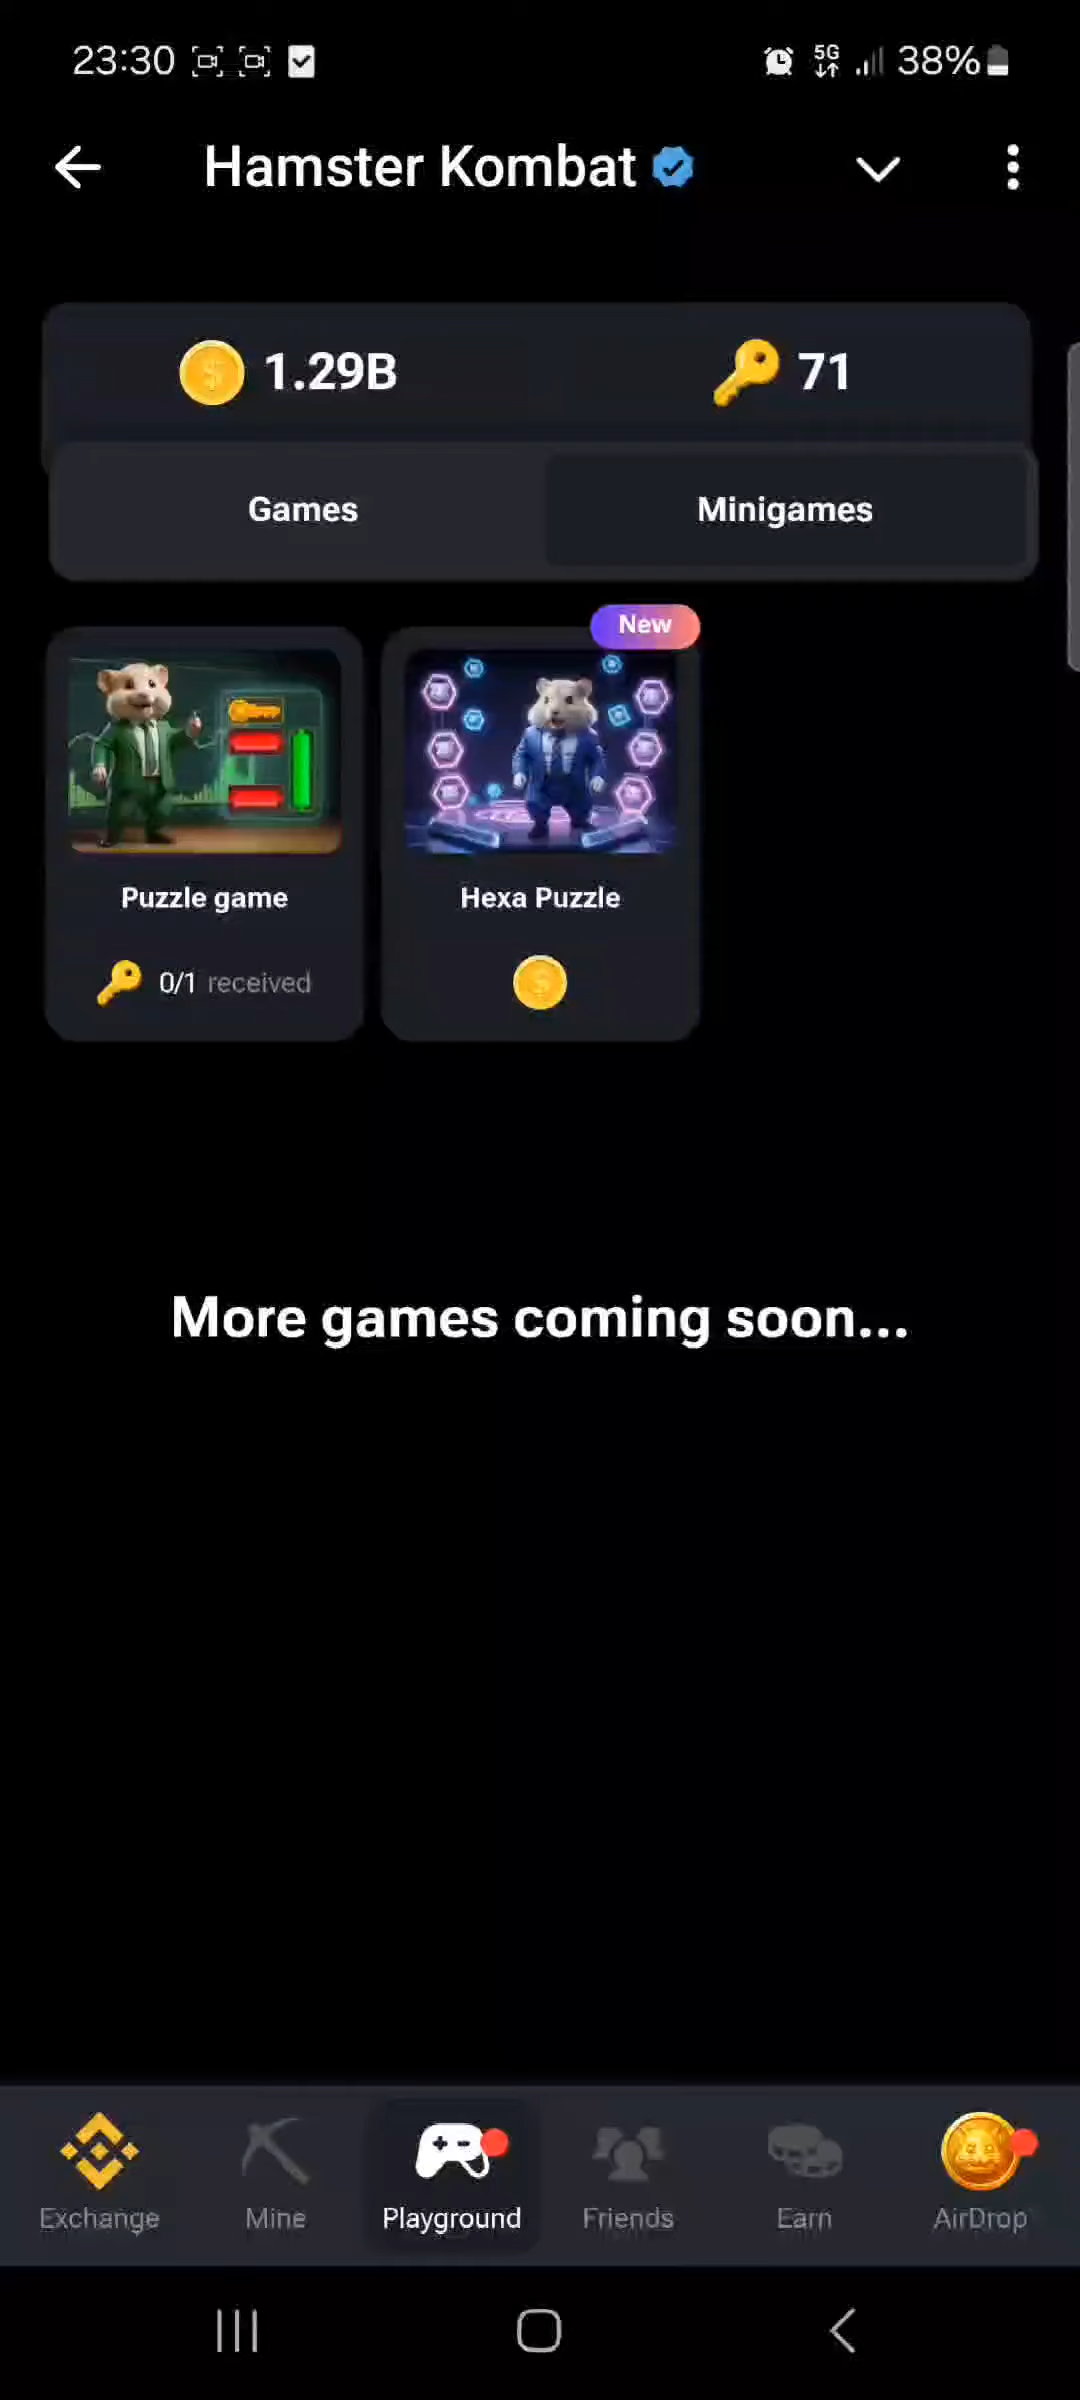 23:30
5G
38%
Hamster Kombat
1.29B
71
Games
Minigames
New
Puzzle game
Hexa Puzzle
0/1 received
More games coming soon...
Exchange
Mine
Playground
Friends
Earn
AirDrop